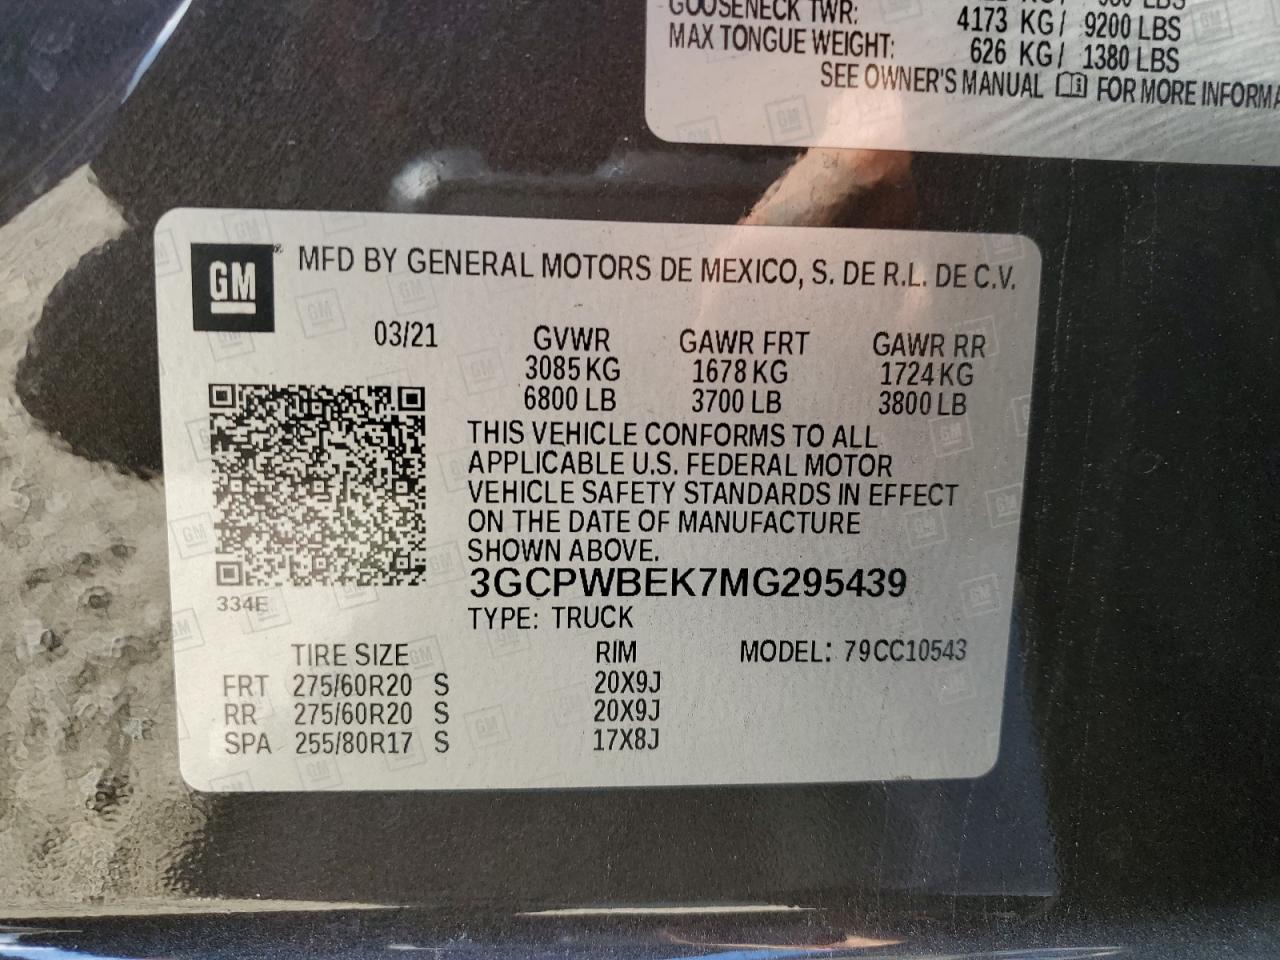 GOOSENECK TWR: 4173 KG/ 9200 LBS
MAX TONGUE WEIGHT: 626 KG/ 1380 LBS
SEE OWNER'S MANUAL FOR MORE
GM ® MFD BY GENERAL MOTORS DE MEXICO, S. DE R.L. DE C.V.
03/21 GVWR GAWR FRT GAWR RR
3085 KG 1678 KG 1724 KG
6800 LB 3700 LB 3800 LB
THIS VEHICLE CONFORMS TO ALL
APPLICABLE U.S. FEDERAL MOTOR
VEHICLE SAFETY STANDARDS IN EFFECT
ON THE DATE OF MANUFACTURE
SHOWN ABOVE.
3GCPWBEK7MG295439
334E
TYPE: TRUCK
TIRE SIZE RIM MODEL: 79CC10543
FRT 275/60R20 S 20X9J
RR 275/60R20 S 20X9J
SPA 255/80R17 S 17X8J